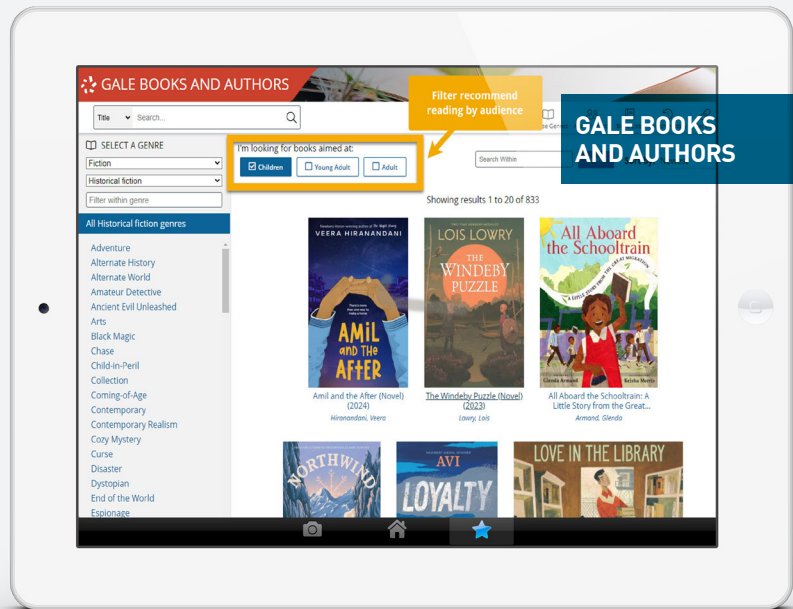 GALE BOOKS AND AUTHORS
Filter recommend
reading by audience
GALE BOOKS
AND AUTHORS
Title
Search...
SELECT A GENRE
Fiction
Historical fiction
Filter within genre
All Historical fiction genres
Adventure
Alternate History
Alternate World
Amateur Detective
Ancient Evil Unleashed
Arts
Black Magic
Chase
Child-in-Peril
Collection
Coming-of-Age
Contemporary
Contemporary Realism
Cozy Mystery
Curse
Disaster
Dystopian
End of the World
Espionage
I'm looking for books aimed at:
Children
Young Adult
Adult
Search Within
Showing results 1 to 20 of 833
VEERA HIRANANDANI
AMIL
AND THE
AFTER
LOIS LOWRY
THE
WINDEBY
PUZZLE
All Aboard
the Schooltrain
A LITTLE STORY FROM THE GREAT MIGRATION
Glenda Armand
Keisha Morris
Amil and the After (Novel)
(2024)
Hiranandani, Veera
The Windeby Puzzle (Novel)
(2023)
Lowry, Lois
All Aboard the Schooltrain: A
Little Story from the Great...
Armand, Glenda
NORTHWIND
AVI
LOYALTY
LOVE IN THE LIBRARY